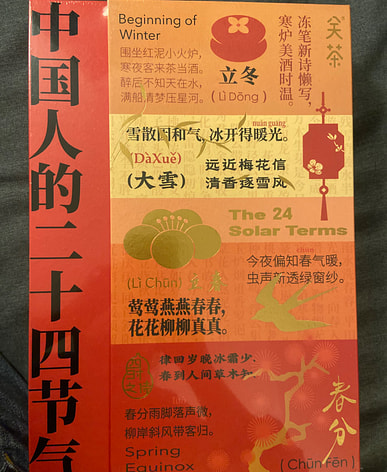 中国人的二十四节气
Beginning of
Winter
围坐红泥小火炉，
寒夜客来茶当酒。
醉后不知天在水，
满船清梦压星河。
立冬
(Lì Dōng)
冻笔新诗懒写，
寒炉美酒时温。
关茶
雪散因和气，冰开得暖光。
nuǎn guāng
(DàXuě)
(大雪)
远近梅花信
清香逐雪风
The 24
Solar Terms
(Lì Chūn)
立春
今夜偏知春气暖，
虫声新透绿窗纱。
莺莺燕燕春春，
花花柳柳真真。
律回岁晚冰霜少，
春到人间草木知。
春分雨脚落声微，
柳岸斜风带客归。
Spring
Equinox
春分
(Chūn Fēn)